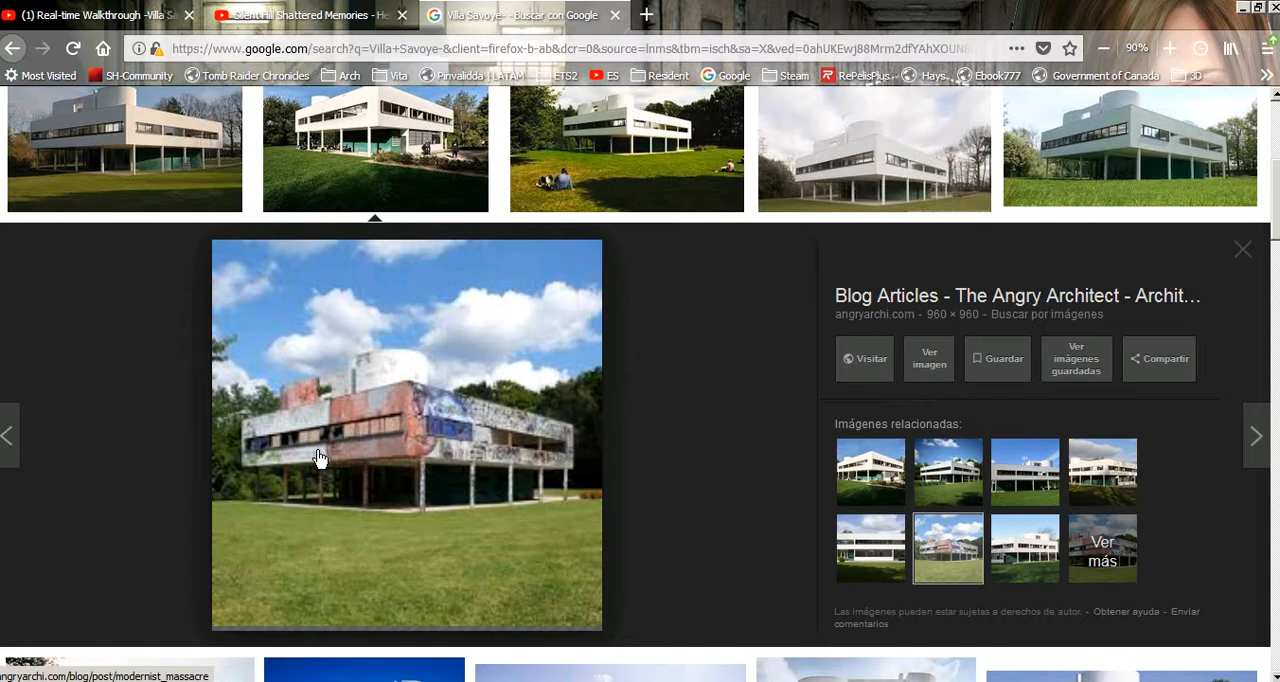 (1) Real-time Walkthrough -Villa Sa
Silent Hill Shattered Memories - He
Villa Savoye- - Buscar con Google
https://www.google.com/search?q=Villa+Savoye-&client=firefox-b-ab&dcr=0&source=lnms&tbm=isch&sa=X&ved=0ahUKEwj88Mrm2dfYAhXOUN8
90%
Most Visited
SH-Community
Tomb Raider Chronicles
Arch
Vita
Pinvalidda | LATAM
ETS2
ES
Resident
Google
Steam
RePelisPlus
Hays
Ebook777
Government of Canada
3D
Blog Articles - The Angry Architect - Archit...
angryarchi.com - 960 × 960 - Buscar por imágenes
Visitar
Ver
imagen
Guardar
Ver
imágenes
guardadas
Compartir
Imágenes relacionadas:
Ver
más
Las imágenes pueden estar sujetas a derechos de autor. - Obtener ayuda - Enviar
comentarios
angryarchi.com/blog/post/modernist_massacre